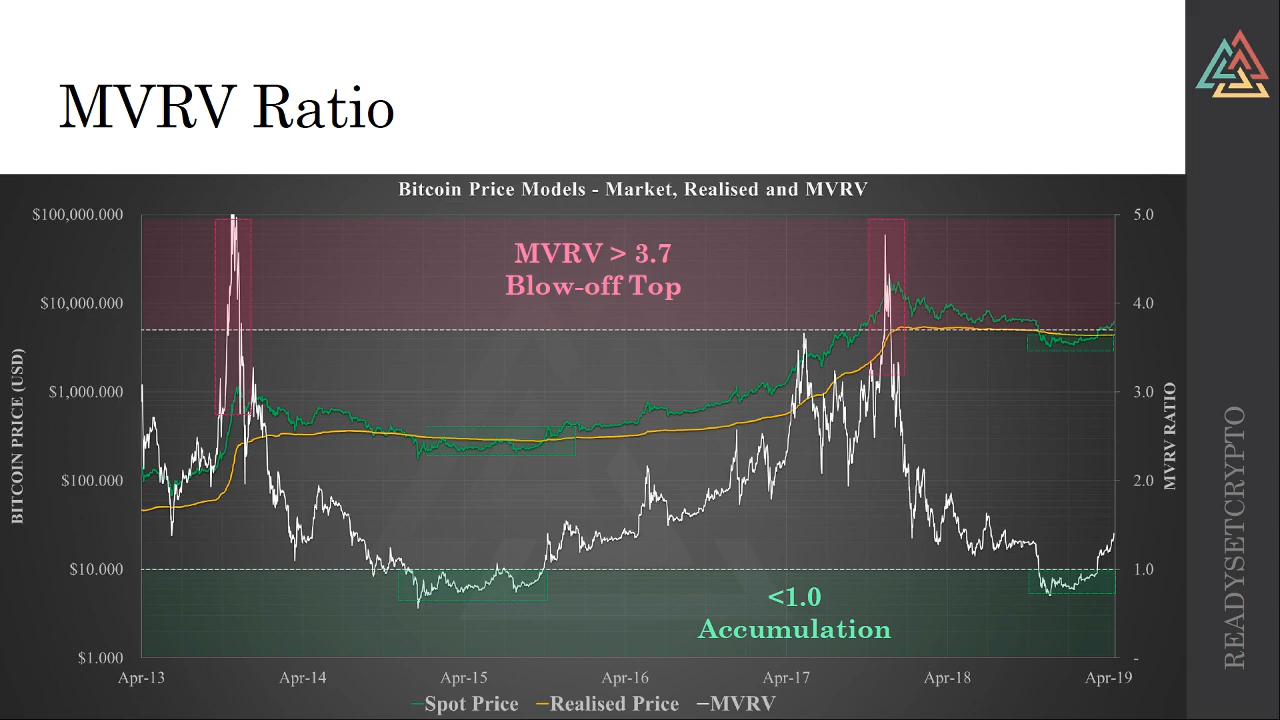 MVRV Ratio
Bitcoin Price Models - Market, Realised and MVRV
$100,000.000
$10,000.000
$1,000.000
$100.000
$10.000
$1.000
BITCOIN PRICE (USD)
MVRV > 3.7
Blow-off Top
<1.0
Accumulation
5.0
4.0
3.0
2.0
1.0
-
MVRV RATIO
Apr-13 Apr-14 Apr-15 Apr-16 Apr-17 Apr-18 Apr-19
Spot Price Realised Price MVRV
READYSETCRYPTO